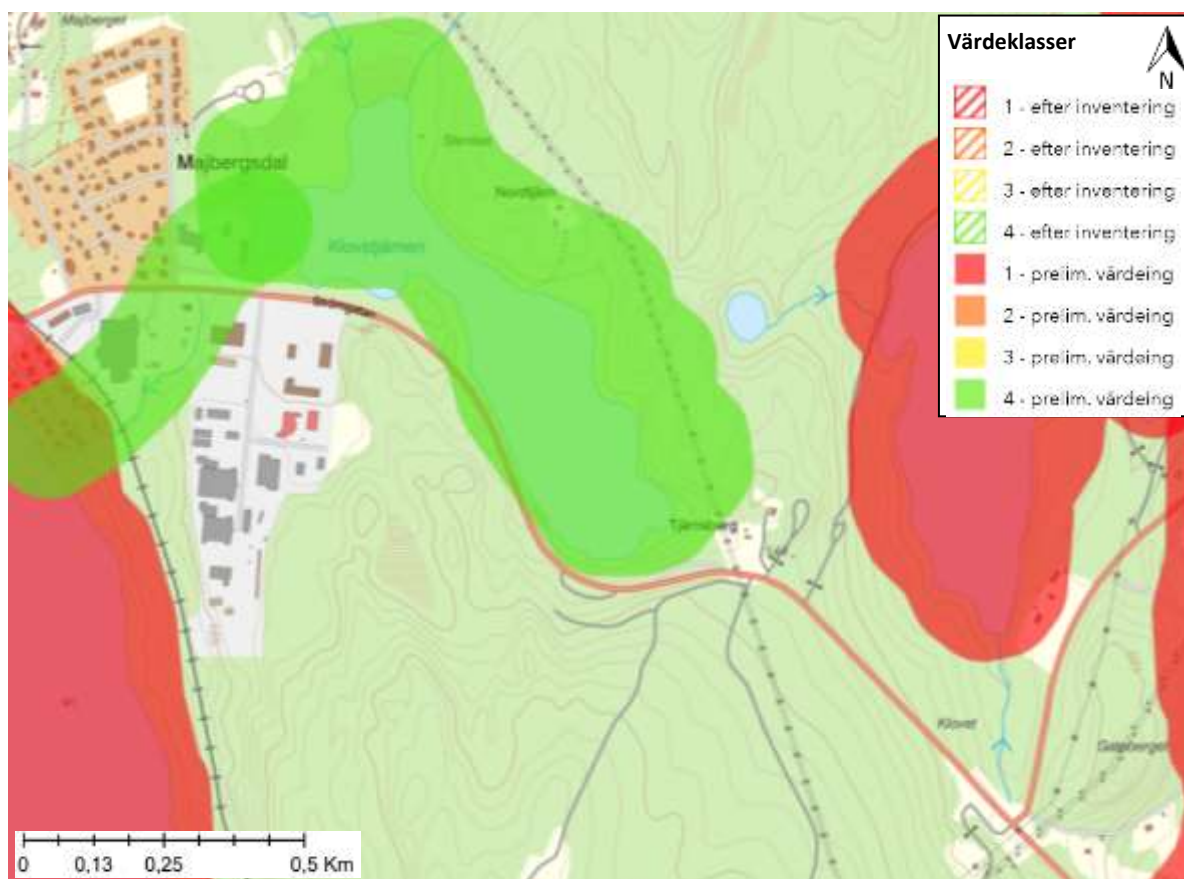 Majberget
Värdeklasser
N
1 - efter inventering
2 - efter inventering
3 - efter inventering
4 - efter inventering
1 - prelim. värdeing
2 - prelim. värdeing
3 - prelim. värdeing
4 - prelim. värdeing
Majbergsdal
Nordtjärn
Klovstjärnen
Tjärnsberg
Klovet
0 0,13 0,25 0,5 Km